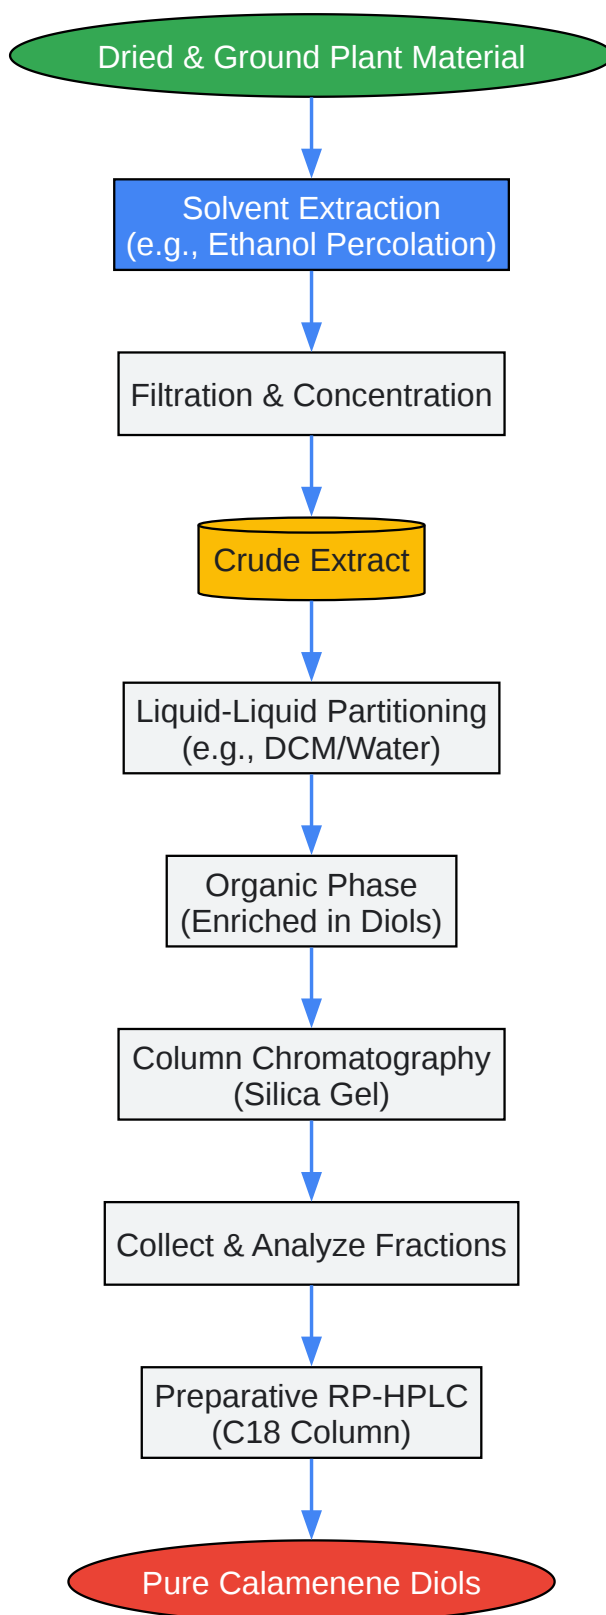 Dried & Ground Plant Material
Solvent Extraction
(e.g., Ethanol Percolation)
Filtration & Concentration
Crude Extract
Liquid-Liquid Partitioning
(e.g., DCM/Water)
Organic Phase
(Enriched in Diols)
Column Chromatography
(Silica Gel)
Collect & Analyze Fractions
Preparative RP-HPLC
(C18 Column)
Pure Calamenene Diols